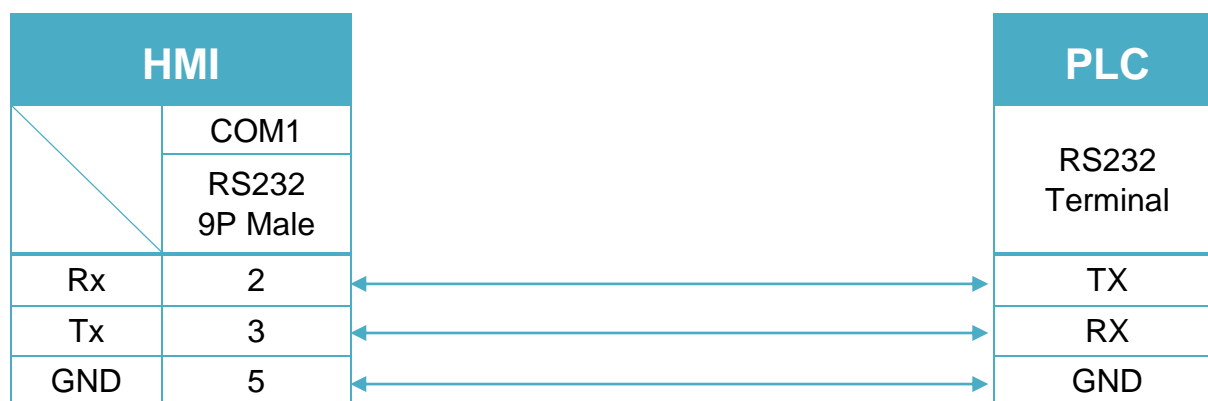 HMI
PLC
COM1
RS232
9P Male
RS232
Terminal
Rx 2 TX
Tx 3 RX
GND 5 GND